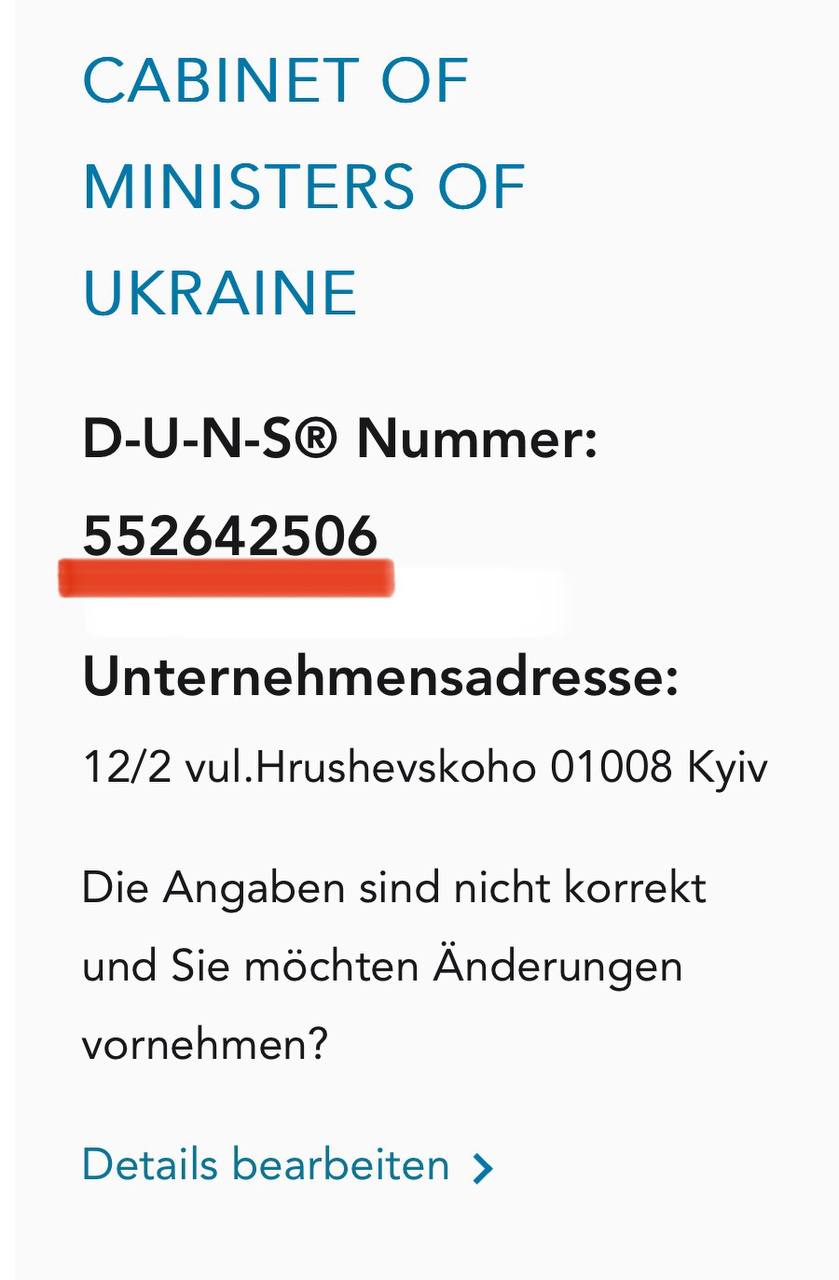 CABINET OF
MINISTERS OF
UKRAINE
D-U-N-S® Nummer:
552642506
Unternehmensadresse:
12/2 vul.Hrushevskoho 01008 Kyiv
Die Angaben sind nicht korrekt
und Sie möchten Änderungen
vornehmen?
Details bearbeiten